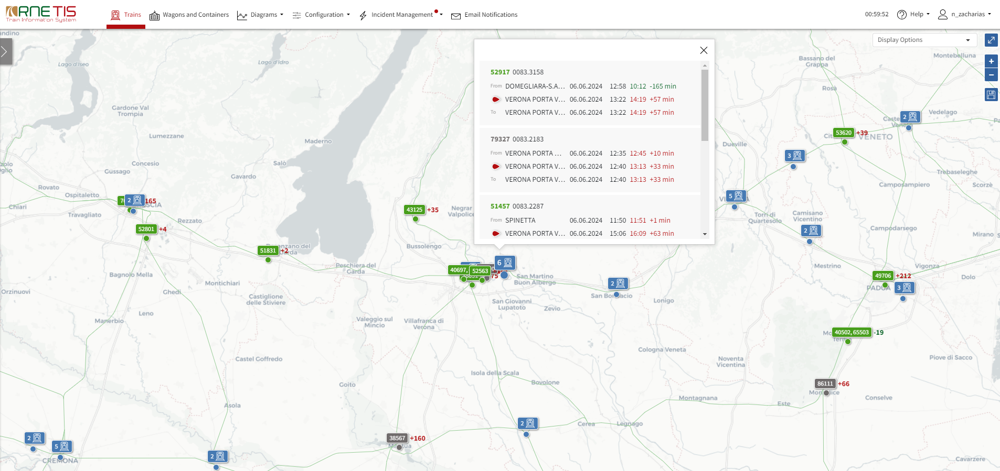 RNE TIS
Train Information System
Trains
Wagons and Containers
Diagrams
Configuration
Incident Management
Email Notifications
00:59:52
Help
n_zacharias
Display Options
52917 0083.3158
From DOMEGLIARA-S.A... 06.06.2024 12:58 10:12 -165 min
VERONA PORTA V... 06.06.2024 13:22 14:19 +57 min
To VERONA PORTA V... 06.06.2024 13:22 14:19 +57 min
79327 0083.2183
From VERONA PORTA ... 06.06.2024 12:35 12:45 +10 min
VERONA PORTA V... 06.06.2024 12:40 13:13 +33 min
To VERONA PORTA V... 06.06.2024 12:40 13:13 +33 min
51457 0083.2287
From SPINETTA 06.06.2024 11:50 11:51 +1 min
VERONA PORTA V... 06.06.2024 15:06 16:09 +63 min
Lago d'Iseo
Lago d'Idro
Bassano del
Grappa
Montebelluna
Rosà
Gardone Val
Trompia
Vedelago
2
Lumezzane
Maderno
53620 +39
VENETO
Dueville
3
Concesio
Salò
Gussago
Gavardo
Trebaseleghe
Rovato
Ospitaletto
Camposampiero
Scorzè
2
165
5
Chiari
Travagliato
43125 +35
Negrar
Valpolice
Rezzato
Torri di
Quartesolo
Camisano
Vicentino
52801 +4
2
Campodarsego
Mirano
51831 +2
Bussolengo
Peschiera del
Garda
6
40697,
52563
75
Bagnolo Mella
San Martino
Buon Albergo
Mestrino
Vigonza
49706 +212
Dolo
Orzinuovi
Ghedi
Montichiari
2
San Bonifacio
PADUA
3
Castiglione
delle Stiviere
San Giovanni
Lupatoto
Zevio
Lonigo
Leno
Manerbio
Valeggio sul
Mincio
Villafranca di
Verona
40502, 65503 -19
Cologna Veneta
Castel Goffredo
Noventa
Vicentina
Piove di Sacco
Isola della Scala
Goito
Bovolone
86111 +66
Monselice
Montagnana
Este
Conselve
Asola
2
Cerea
Legnago
2
5
38567 +160
2
CREMONA
Cavarzere